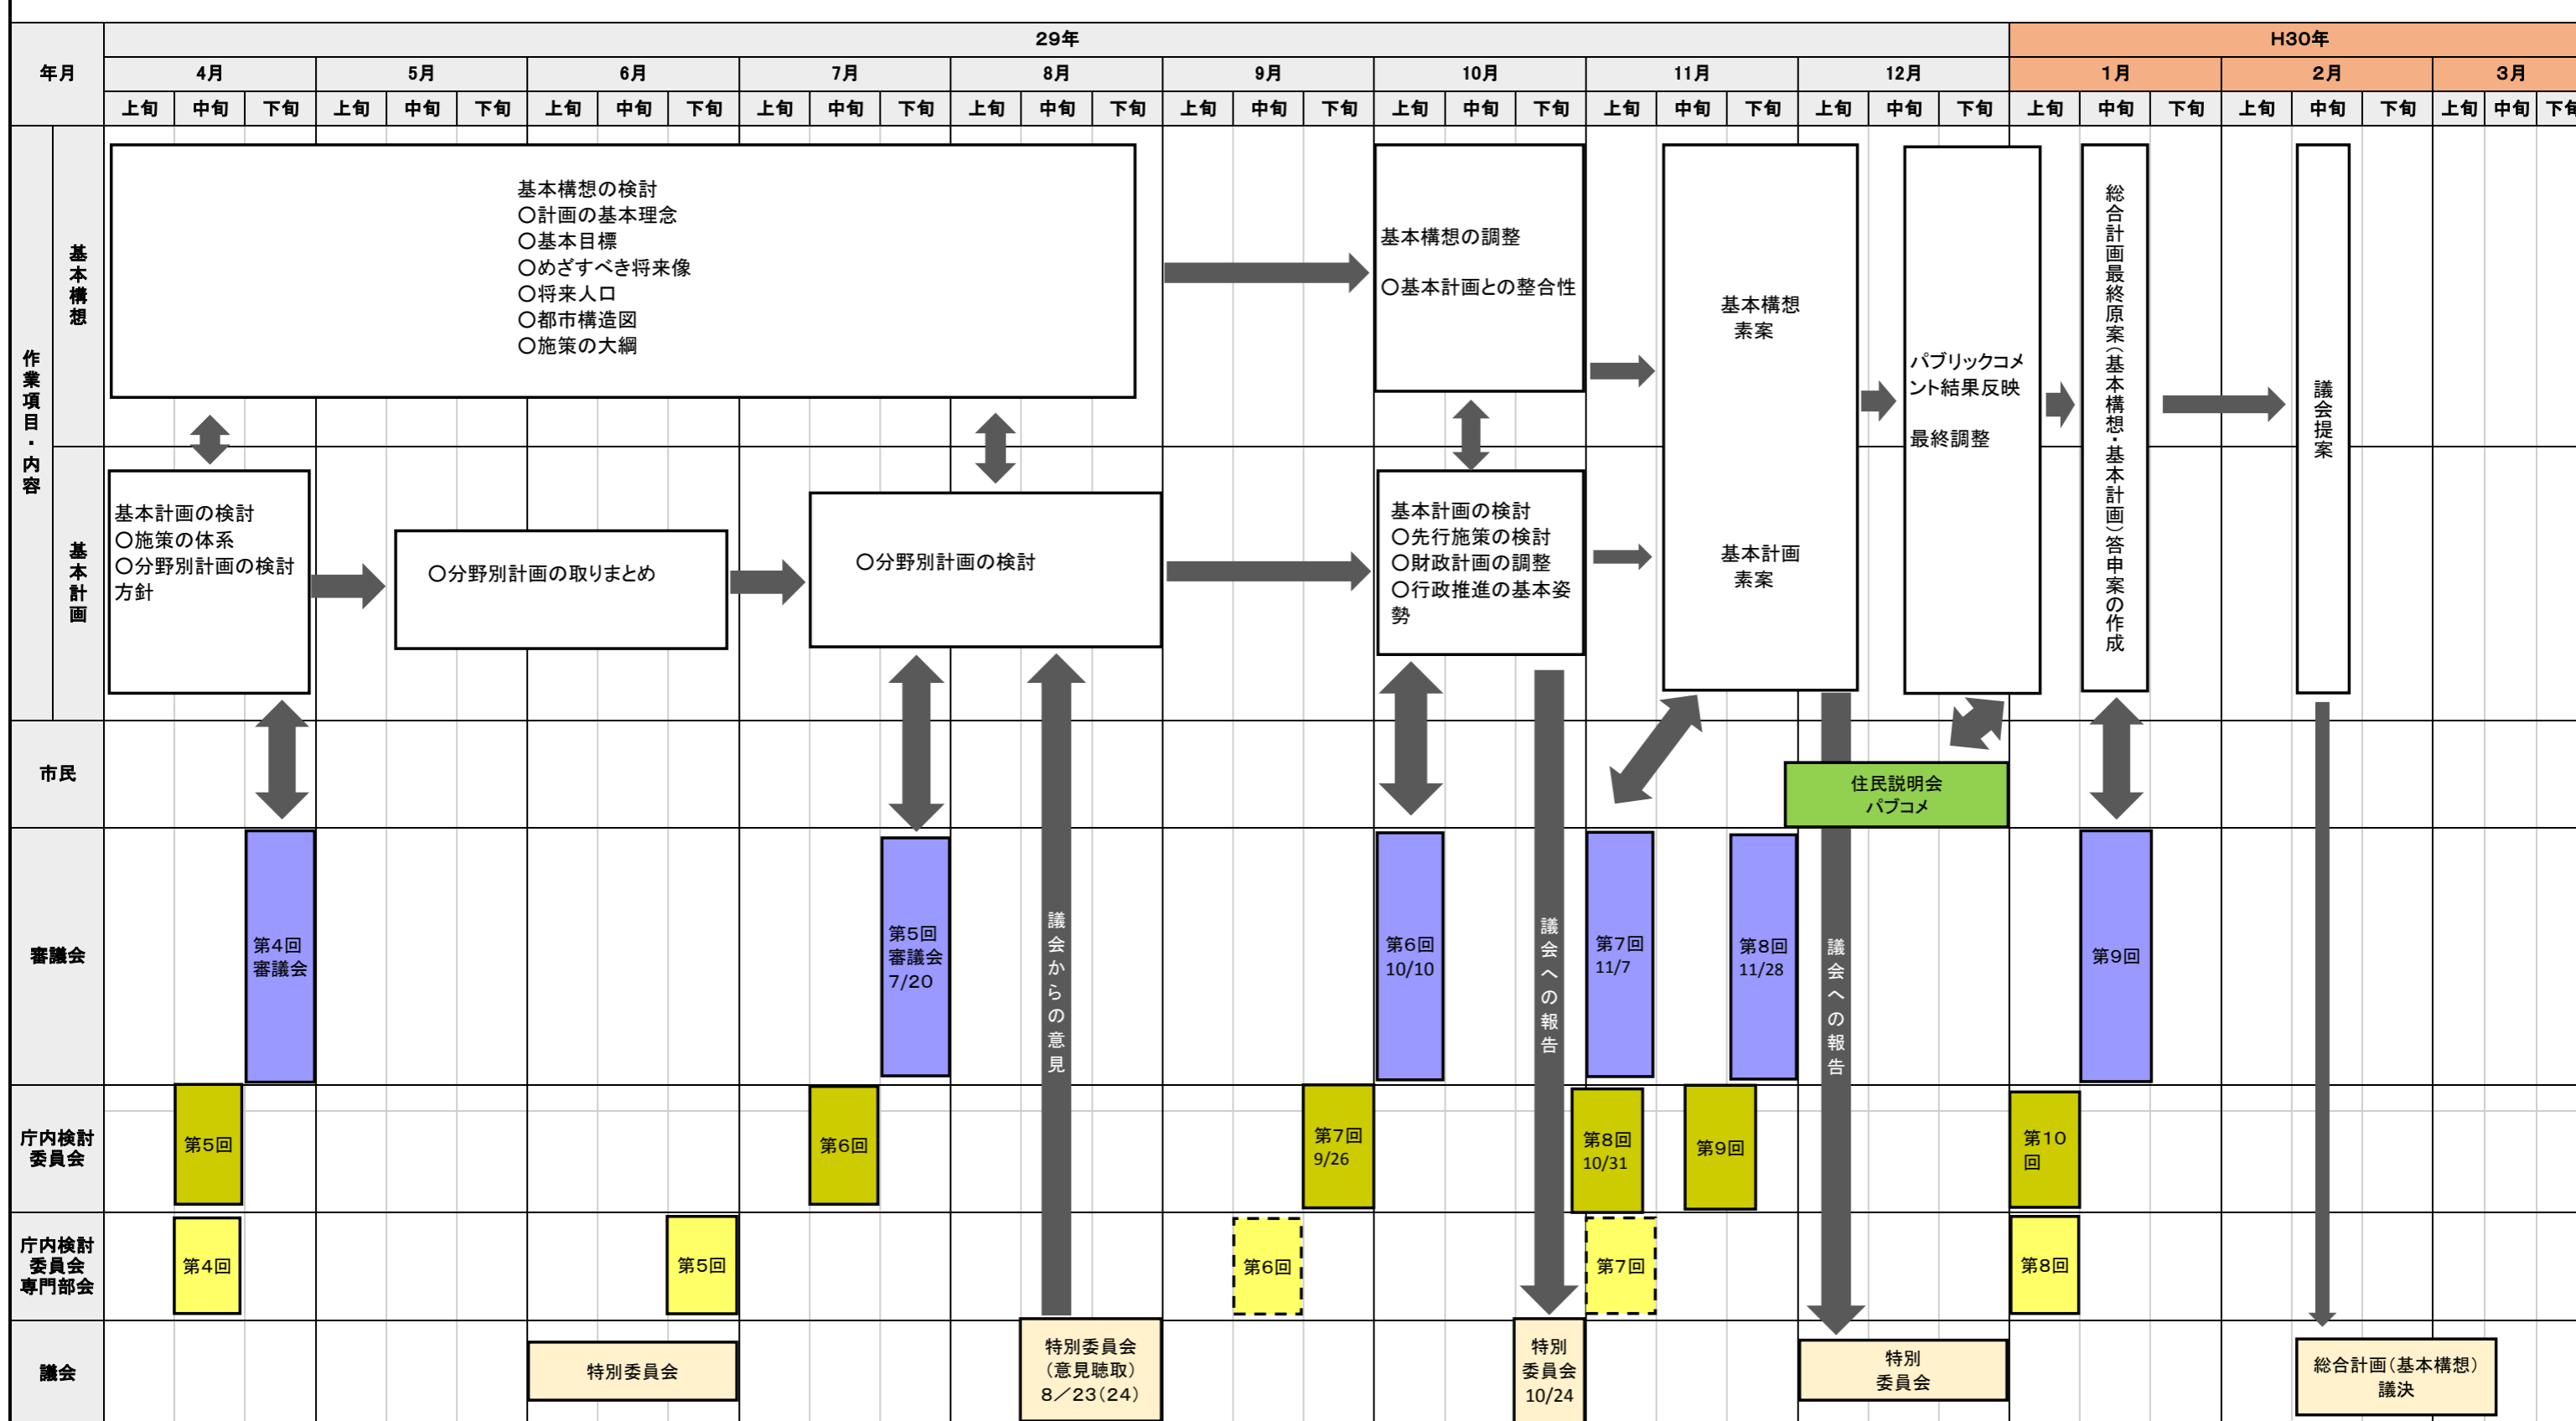 年月
29年
H30年
4月
5月
6月
7月
8月
9月
10月
11月
12月
1月
2月
3月
上旬
中旬
下旬
上旬
中旬
下旬
上旬
中旬
下旬
上旬
中旬
下旬
上旬
中旬
下旬
上旬
中旬
下旬
上旬
中旬
下旬
上旬
中旬
下旬
上旬
中旬
下旬
上旬
中旬
下旬
上旬
中旬
下旬
上旬
中旬
下旬
作業項目・内容
基本構想
基本構想の検討
○計画の基本理念
○基本目標
○めざすべき将来像
○将来人口
○都市構造図
○施策の大綱
基本構想の調整
○基本計画との整合性
基本構想
素案
パブリックコメ
ント結果反映
最終調整
総合計画最終原案(基本構想・基本計画)答申案の作成
議会提案
基本計画
基本計画の検討
○施策の体系
○分野別計画の検討
方針
○分野別計画の取りまとめ
○分野別計画の検討
基本計画の検討
○先行施策の検討
○財政計画の調整
○行政推進の基本姿
勢
基本計画
素案
市民
住民説明会
パブコメ
審議会
第4回
審議会
第5回
審議会
7/20
議会からの意見
第6回
10/10
議会への報告
第7回
11/7
第8回
11/28
議会への報告
第9回
庁内検討
委員会
第5回
第6回
第7回
9/26
第8回
10/31
第9回
第10
回
庁内検討
委員会
専門部会
第4回
第5回
第6回
第7回
第8回
議会
特別委員会
特別委員会
(意見聴取)
8／23(24)
特別
委員会
10/24
特別
委員会
総合計画(基本構想)
議決